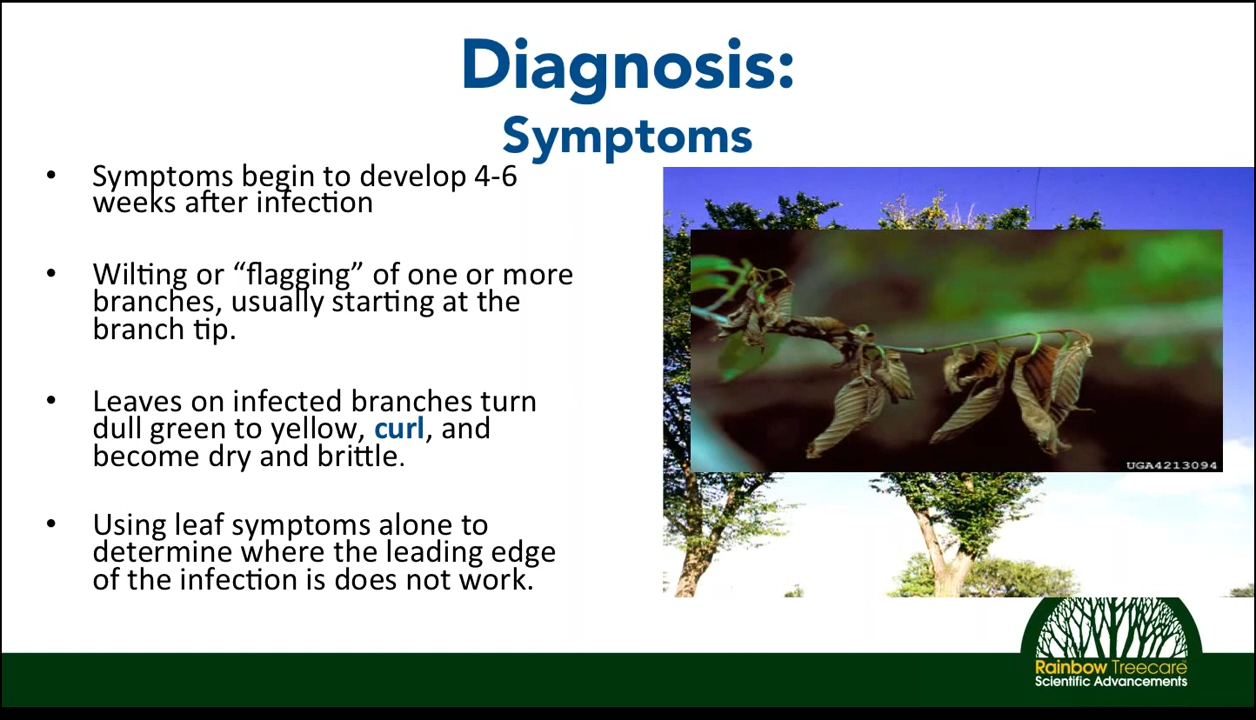 Diagnosis:
Symptoms
• Symptoms begin to develop 4-6
weeks after infection
• Wilting or “flagging” of one or more
branches, usually starting at the
branch tip.
• Leaves on infected branches turn
dull green to yellow, curl, and
become dry and brittle.
• Using leaf symptoms alone to
determine where the leading edge
of the infection is does not work.
UGA4213094
Rainbow Treecare
Scientific Advancements